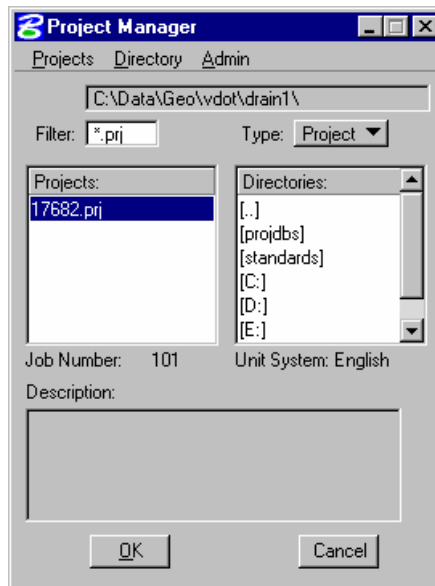 Project Manager
Projects Directory Admin
C:\Data\Geo\vdot\drain1\
Filter: *.prj Type: Project
Projects: Directories:
17682.prj [..]
[projdbs]
[standards]
[C:]
[D:]
[E:]
Job Number: 101 Unit System: English
Description:
OK Cancel